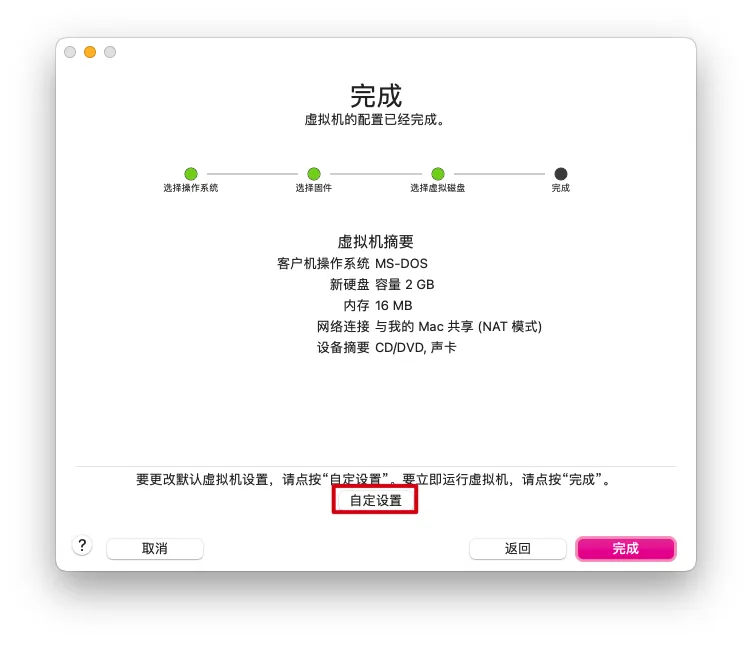 完成
虚拟机的配置已经完成。
选择操作系统
选择固件
选择虚拟磁盘
完成
虚拟机摘要
客户机操作系统 MS-DOS
新硬盘 容量 2 GB
内存 16 MB
网络连接 与我的 Mac 共享 (NAT 模式)
设备摘要 CD/DVD, 声卡
要更改默认虚拟机设置，请点按“自定设置”。要立即运行虚拟机，请点按“完成”。
自定设置
?
取消
返回
完成